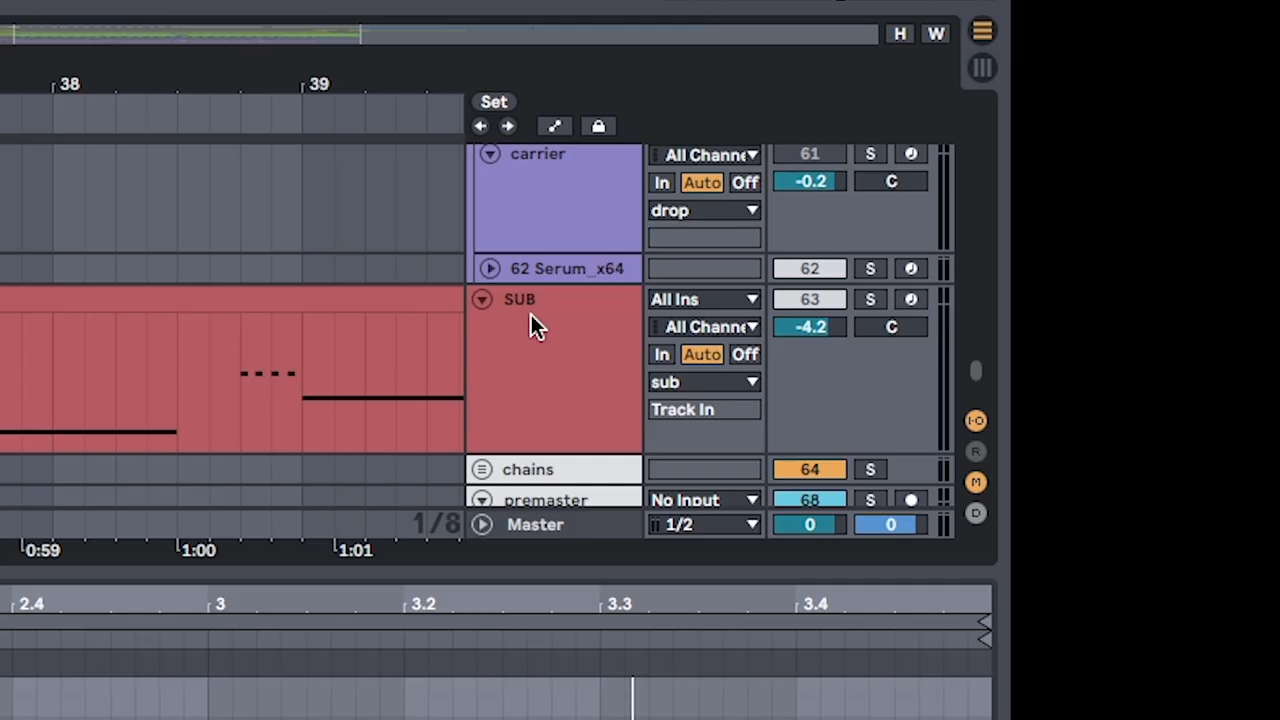 H W
38 39
Set
carrier All Channe 61 S
In Auto Off -0.2 C
drop
62 Serum_x64 62 S
SUB All Ins 63 S
All Channe -4.2 C
In Auto Off
sub
Track In
I·O
R
chains 64 S
M
premaster No Input 68 S
D
1/8 Master 1/2 0 0
0:59 1:00 1:01
2.4 3 3.2 3.3 3.4